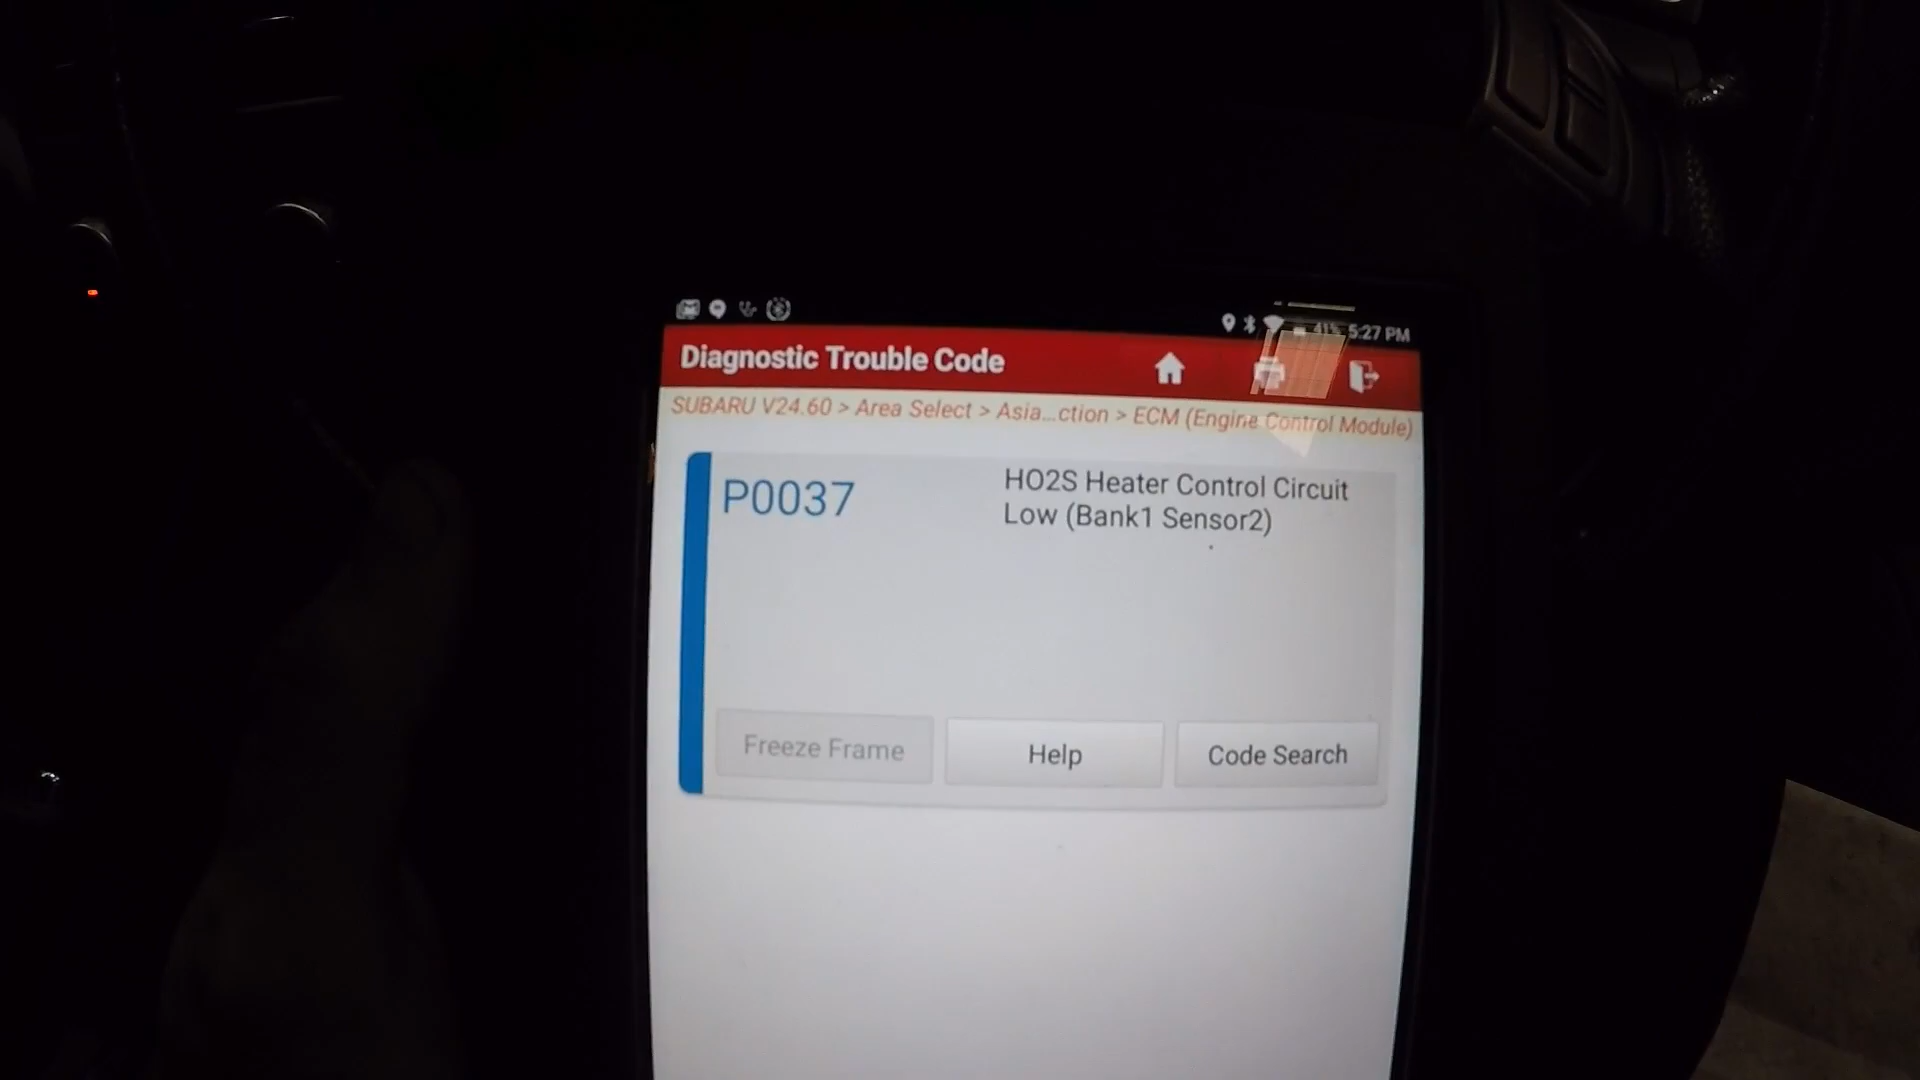 41% 5:27 PM
Diagnostic Trouble Code
SUBARU V24.60 > Area Select > Asia...ction > ECM (Engine Control Module)
P0037
HO2S Heater Control Circuit
Low (Bank1 Sensor2)
Freeze Frame
Help
Code Search